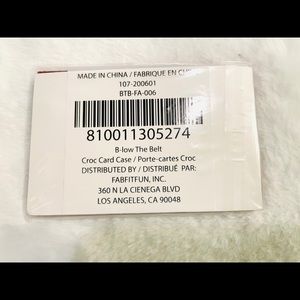 MADE IN CHINA / FABRIQUE EN
107-200601
BTB-FA-006
810011305274
B-low The Belt
Croc Card Case / Porte-cartes Croc
DISTRIBUTED BY / DISTRIBUÉ PAR:
FABFITFUN, INC.
360 N LA CIENEGA BLVD
LOS ANGELES, CA 90048